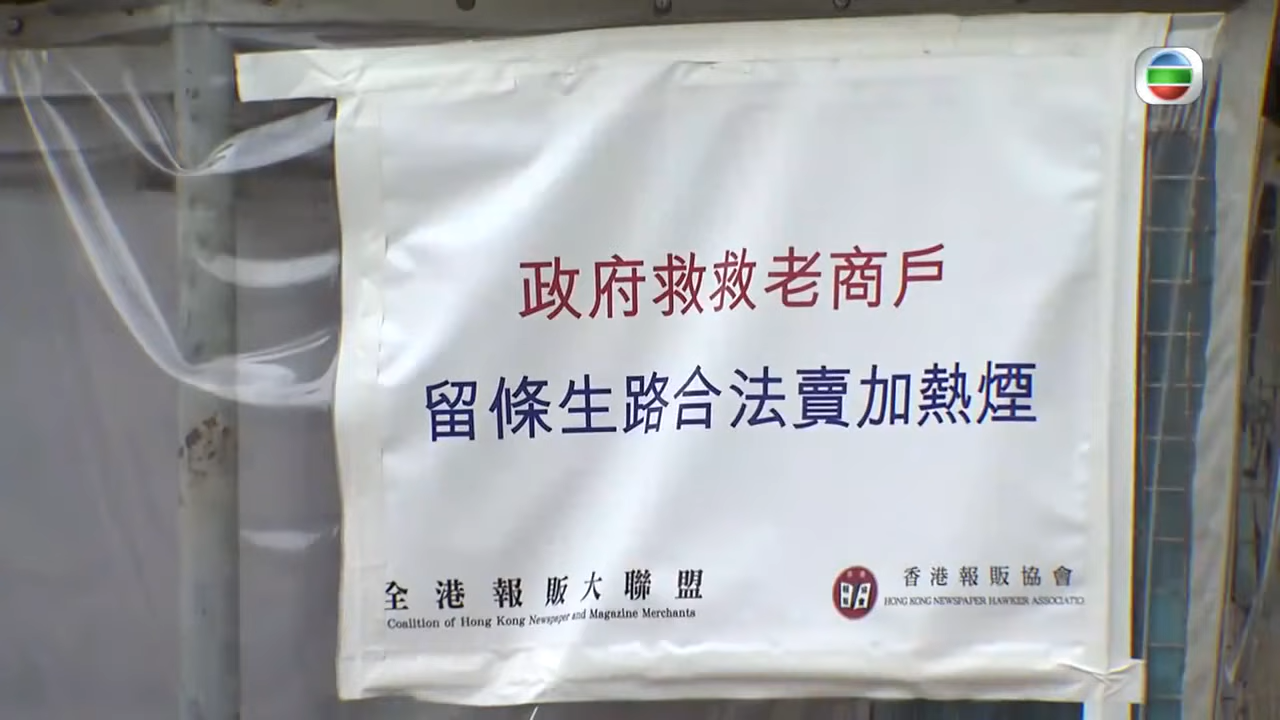 政府救救老商戶
留條生路合法賣加熱煙
全港報販大聯盟
Coalition of Hong Kong Newspaper and Magazine Merchants
香港報販協會
HONG KONG NEWSPAPER HAWKER ASSOCIATIO